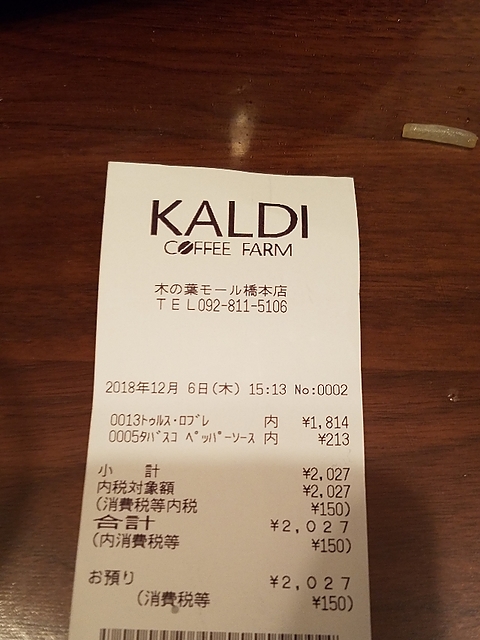 KALDI
COFFEE FARM
木の葉モール橋本店
TEL092-811-5106
2018年12月 6日(木) 15:13 No:0002
0013ﾄｩﾙｽ･ﾛﾌﾞﾚ 内 ¥1,814
0005ﾀﾊﾞｽｺ ﾍﾟｯﾊﾟｰｿｰｽ 内 ¥213
小 計 ¥2,027
内税対象額 ¥2,027
(消費税等内税 ¥150)
合計 ¥2,027
(内消費税等 ¥150)
お預り ¥2,027
(消費税等 ¥150)